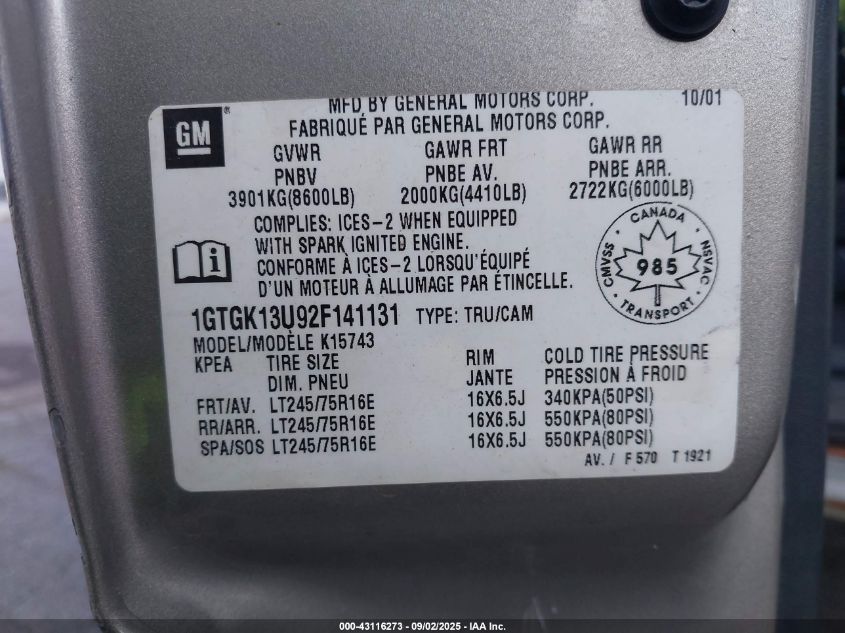 MFD BY GENERAL MOTORS CORP. 10/01
GM
FABRIQUÉ PAR GENERAL MOTORS CORP.
GVWR GAWR FRT GAWR RR
PNBV PNBE AV. PNBE ARR.
3901KG(8600LB) 2000KG(4410LB) 2722KG(6000LB)
COMPLIES: ICES-2 WHEN EQUIPPED
WITH SPARK IGNITED ENGINE.
CONFORME À ICES-2 LORSQU'ÉQUIPÉ
D'UN MOTEUR À ALLUMAGE PAR ÉTINCELLE.
CANADA
CMVSS 985 NSVAC
TRANSPORT
1GTGK13U92F141131 TYPE: TRU/CAM
MODEL/MODÈLE K15743
KPEA TIRE SIZE RIM COLD TIRE PRESSURE
DIM. PNEU JANTE PRESSION À FROID
FRT/AV. LT245/75R16E 16X6.5J 340KPA(50PSI)
RR/ARR. LT245/75R16E 16X6.5J 550KPA(80PSI)
SPA/SOS LT245/75R16E 16X6.5J 550KPA(80PSI)
AV. / F 570 T 1921
000-43116273 - 09/02/2025 - IAA Inc.